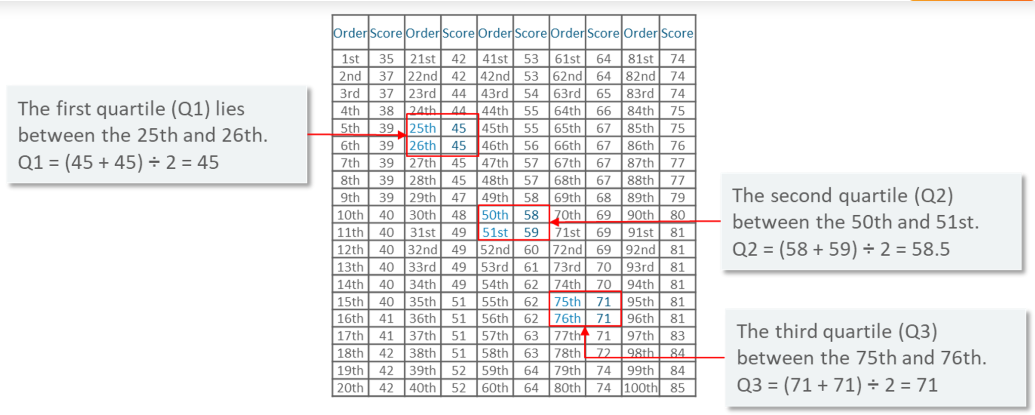 Order Score Order Score Order Score Order Score Order Score
1st 35 21st 42 41st 53 61st 64 81st 74
2nd 37 22nd 42 42nd 53 62nd 64 82nd 74
3rd 37 23rd 44 43rd 54 63rd 65 83rd 74
4th 38 24th 44 44th 55 64th 66 84th 75
5th 39 25th 45 45th 55 65th 67 85th 75
6th 39 26th 45 46th 56 66th 67 86th 76
7th 39 27th 45 47th 57 67th 67 87th 77
8th 39 28th 45 48th 57 68th 67 88th 77
9th 39 29th 47 49th 58 69th 68 89th 79
10th 40 30th 48 50th 58 70th 69 90th 80
11th 40 31st 49 51st 59 71st 69 91st 81
12th 40 32nd 49 52nd 60 72nd 69 92nd 81
13th 40 33rd 49 53rd 61 73rd 70 93rd 81
14th 40 34th 49 54th 62 74th 70 94th 81
15th 40 35th 51 55th 62 75th 71 95th 81
16th 41 36th 51 56th 62 76th 71 96th 81
17th 41 37th 51 57th 63 77th 71 97th 83
18th 42 38th 51 58th 63 78th 72 98th 84
19th 42 39th 52 59th 64 79th 74 99th 84
20th 42 40th 52 60th 64 80th 74 100th 85
The first quartile (Q1) lies
between the 25th and 26th.
Q1 = (45 + 45) ÷ 2 = 45
The second quartile (Q2)
between the 50th and 51st.
Q2 = (58 + 59) ÷ 2 = 58.5
The third quartile (Q3)
between the 75th and 76th.
Q3 = (71 + 71) ÷ 2 = 71